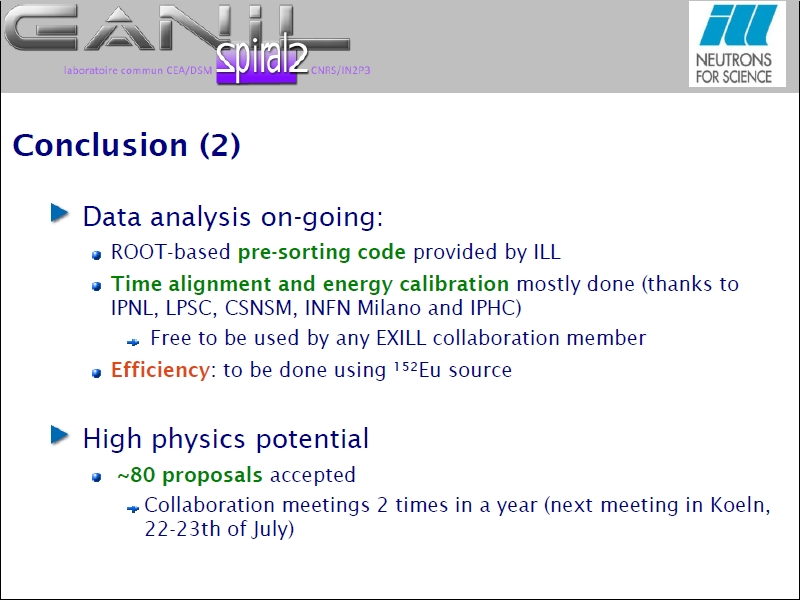 GANIL
spiral2
laboratoire commun CEA/DSM CNRS/IN2P3
ill
NEUTRONS
FOR SCIENCE
Conclusion (2)
Data analysis on-going:
ROOT-based pre-sorting code provided by ILL
Time alignment and energy calibration mostly done (thanks to
IPNL, LPSC, CSNSM, INFN Milano and IPHC)
Free to be used by any EXILL collaboration member
Efficiency: to be done using ¹⁵²Eu source
High physics potential
~80 proposals accepted
Collaboration meetings 2 times in a year (next meeting in Koeln,
22-23th of July)